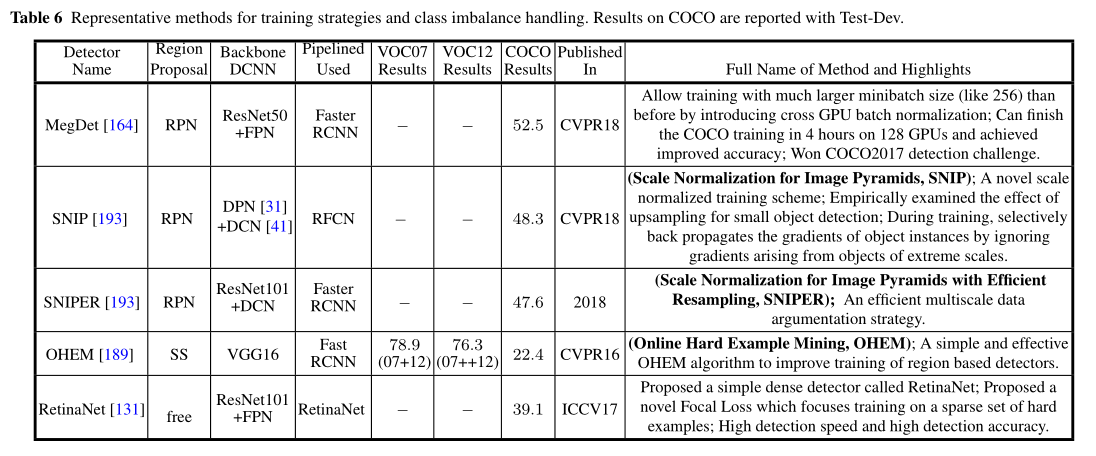 Table 6 Representative methods for training strategies and class imbalance handling. Results on COCO are reported with Test-Dev.
Detector Name | Region Proposal | Backbone DCNN | Pipelined Used | VOC07 Results | VOC12 Results | COCO Results | Published In | Full Name of Method and Highlights
MegDet [164] | RPN | ResNet50 +FPN | Faster RCNN | − | − | 52.5 | CVPR18 | Allow training with much larger minibatch size (like 256) than
before by introducing cross GPU batch normalization; Can finish
the COCO training in 4 hours on 128 GPUs and achieved
improved accuracy; Won COCO2017 detection challenge.
SNIP [193] | RPN | DPN [31] +DCN [41] | RFCN | − | − | 48.3 | CVPR18 | (Scale Normalization for Image Pyramids, SNIP); A novel scale
normalized training scheme; Empirically examined the effect of
upsampling for small object detection; During training, selectively
back propagates the gradients of object instances by ignoring
gradients arising from objects of extreme scales.
SNIPER [193] | RPN | ResNet101 +DCN | Faster RCNN | − | − | 47.6 | 2018 | (Scale Normalization for Image Pyramids with Efficient
Resampling, SNIPER); An efficient multiscale data
argumentation strategy.
OHEM [189] | SS | VGG16 | Fast RCNN | 78.9 (07+12) | 76.3 (07++12) | 22.4 | CVPR16 | (Online Hard Example Mining, OHEM); A simple and effective
OHEM algorithm to improve training of region based detectors.
RetinaNet [131] | free | ResNet101 +FPN | RetinaNet | − | − | 39.1 | ICCV17 | Proposed a simple dense detector called RetinaNet; Proposed a
novel Focal Loss which focuses training on a sparse set of hard
examples; High detection speed and high detection accuracy.